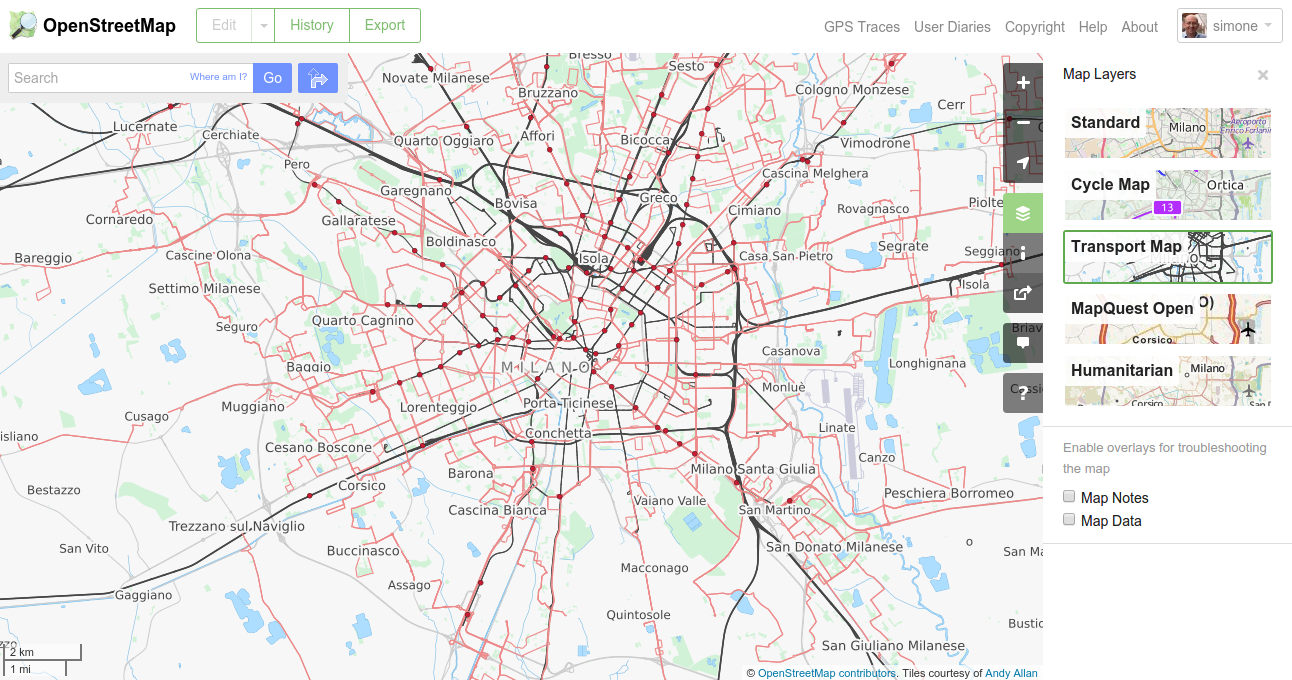 OpenStreetMap
Edit
History
Export
GPS Traces
User Diaries
Copyright
Help
About
simone
Search
Where am I?
Go
Bresso
Sesto
Novate Milanese
Bruzzano
Cologno Monzese
Cerr
Lucernate
Cerchiate
Affori
Bicocca
Quarto Oggiaro
Vimodrone
Pero
Cascina Melghera
Garegnano
Bovisa
Greco
Cimiano
Rovagnasco
Piolte
Cornaredo
Gallaratese
Boldinasco
Segrate
Seggiano
Bareggio
Cascine Olona
Isola
Casa San Pietro
Settimo Milanese
Isola
Seguro
Quarto Cagnino
Briav
Casanova
Longhignana
Baggio
MILANO
Monluè
Cassi
Muggiano
Lorenteggio
Porta Ticinese
Cusago
Linate
isliano
Conchetta
Cesano Boscone
Canzo
Barona
Milano Santa Giulia
Bestazzo
Corsico
Peschiera Borromeo
Vaiano Valle
Cascina Bianca
San Martino
Trezzano sul Naviglio
San Vito
Buccinasco
San Donato Milanese
San Ma
Macconago
Assago
Gaggiano
Quintosole
Bustic
San Giuliano Milanese
2 km
1 mi
© OpenStreetMap contributors. Tiles courtesy of Andy Allan
+
−
i
?
Map Layers
×
Standard
Milano
Aeroporto
Enrico Forlanini
Cycle Map
Ortica
13
Transport Map
MapQuest Open
O)
Corsico
Humanitarian
Milano
Corsico
San D
Enable overlays for troubleshooting
the map
Map Notes
Map Data